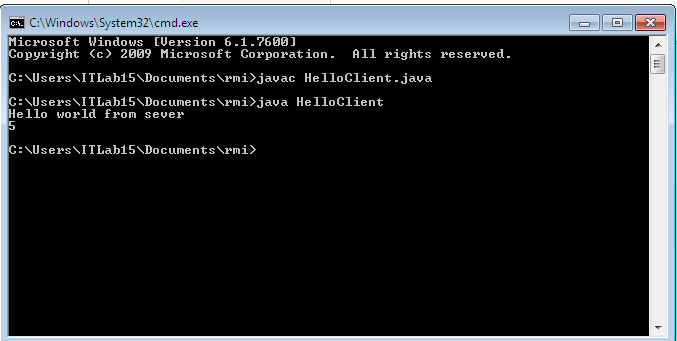 C:\Windows\System32\cmd.exe
Microsoft Windows [Version 6.1.7600]
Copyright (c) 2009 Microsoft Corporation.  All rights reserved.
C:\Users\ITLab15\Documents\rmi>javac HelloClient.java
C:\Users\ITLab15\Documents\rmi>java HelloClient
Hello world from sever
5
C:\Users\ITLab15\Documents\rmi>